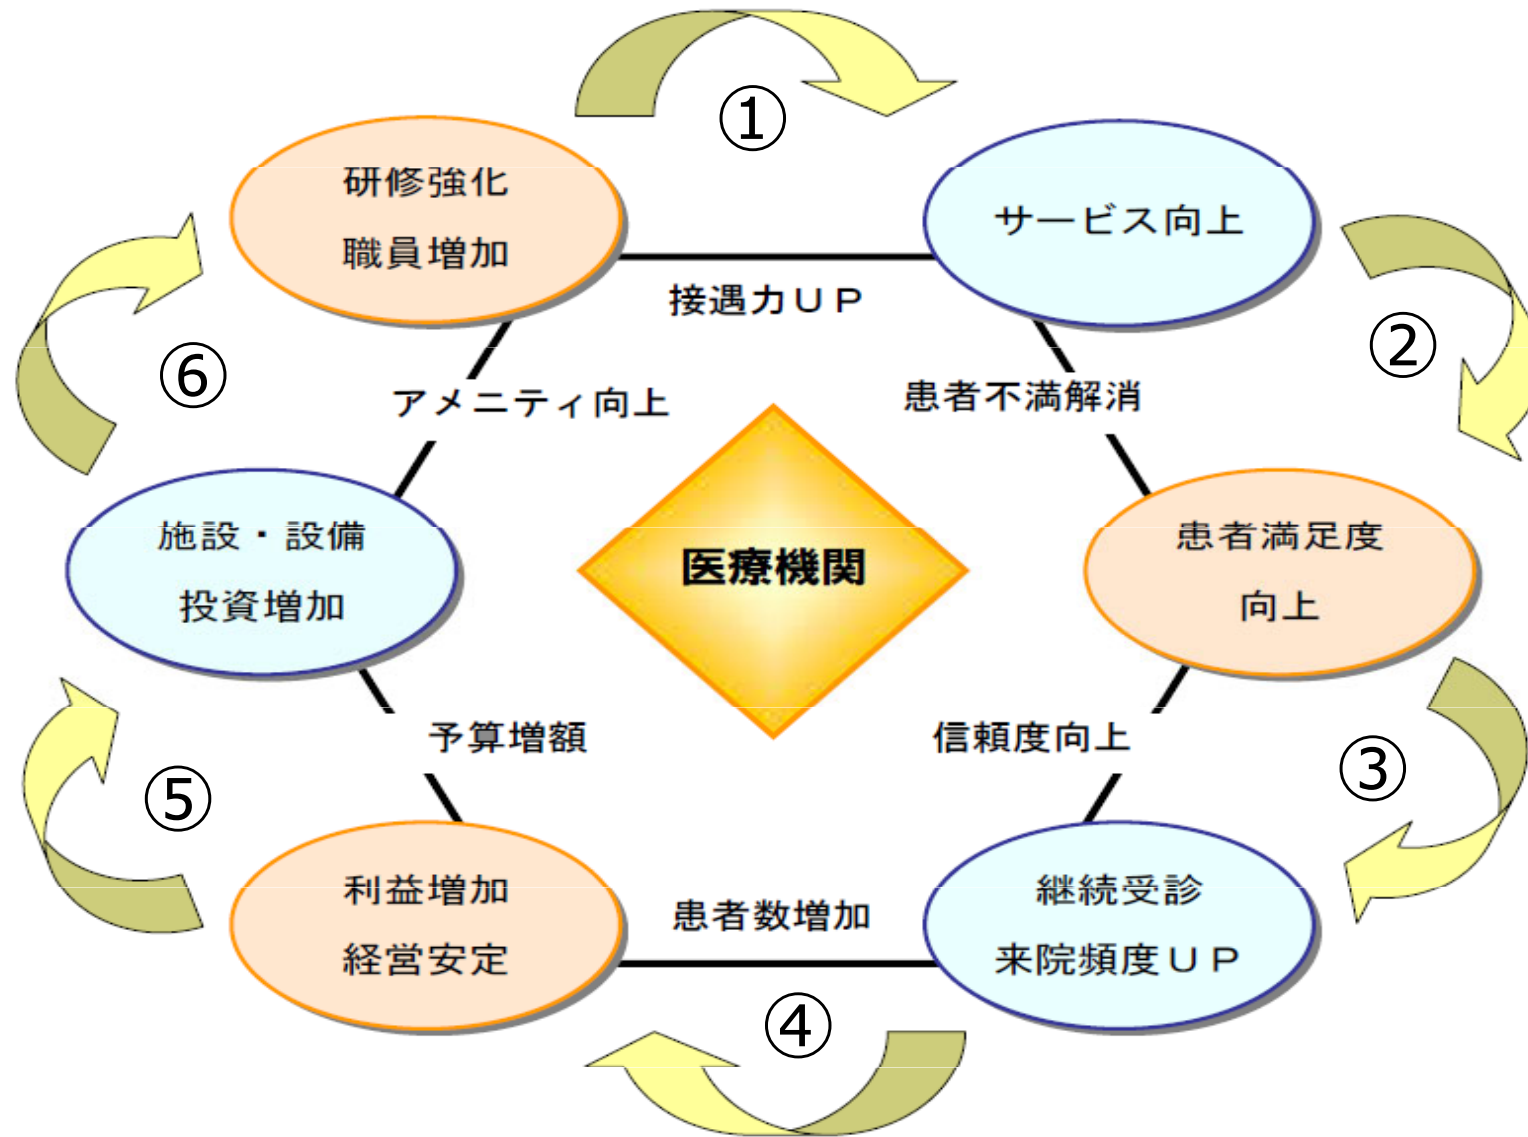 ①
研修強化
職員増加
サービス向上
接遇力ＵＰ
②
⑥
アメニティ向上
患者不満解消
医療機関
施設・設備
投資増加
患者満足度
向上
予算増額
信頼度向上
③
⑤
利益増加
経営安定
患者数増加
継続受診
来院頻度ＵＰ
④